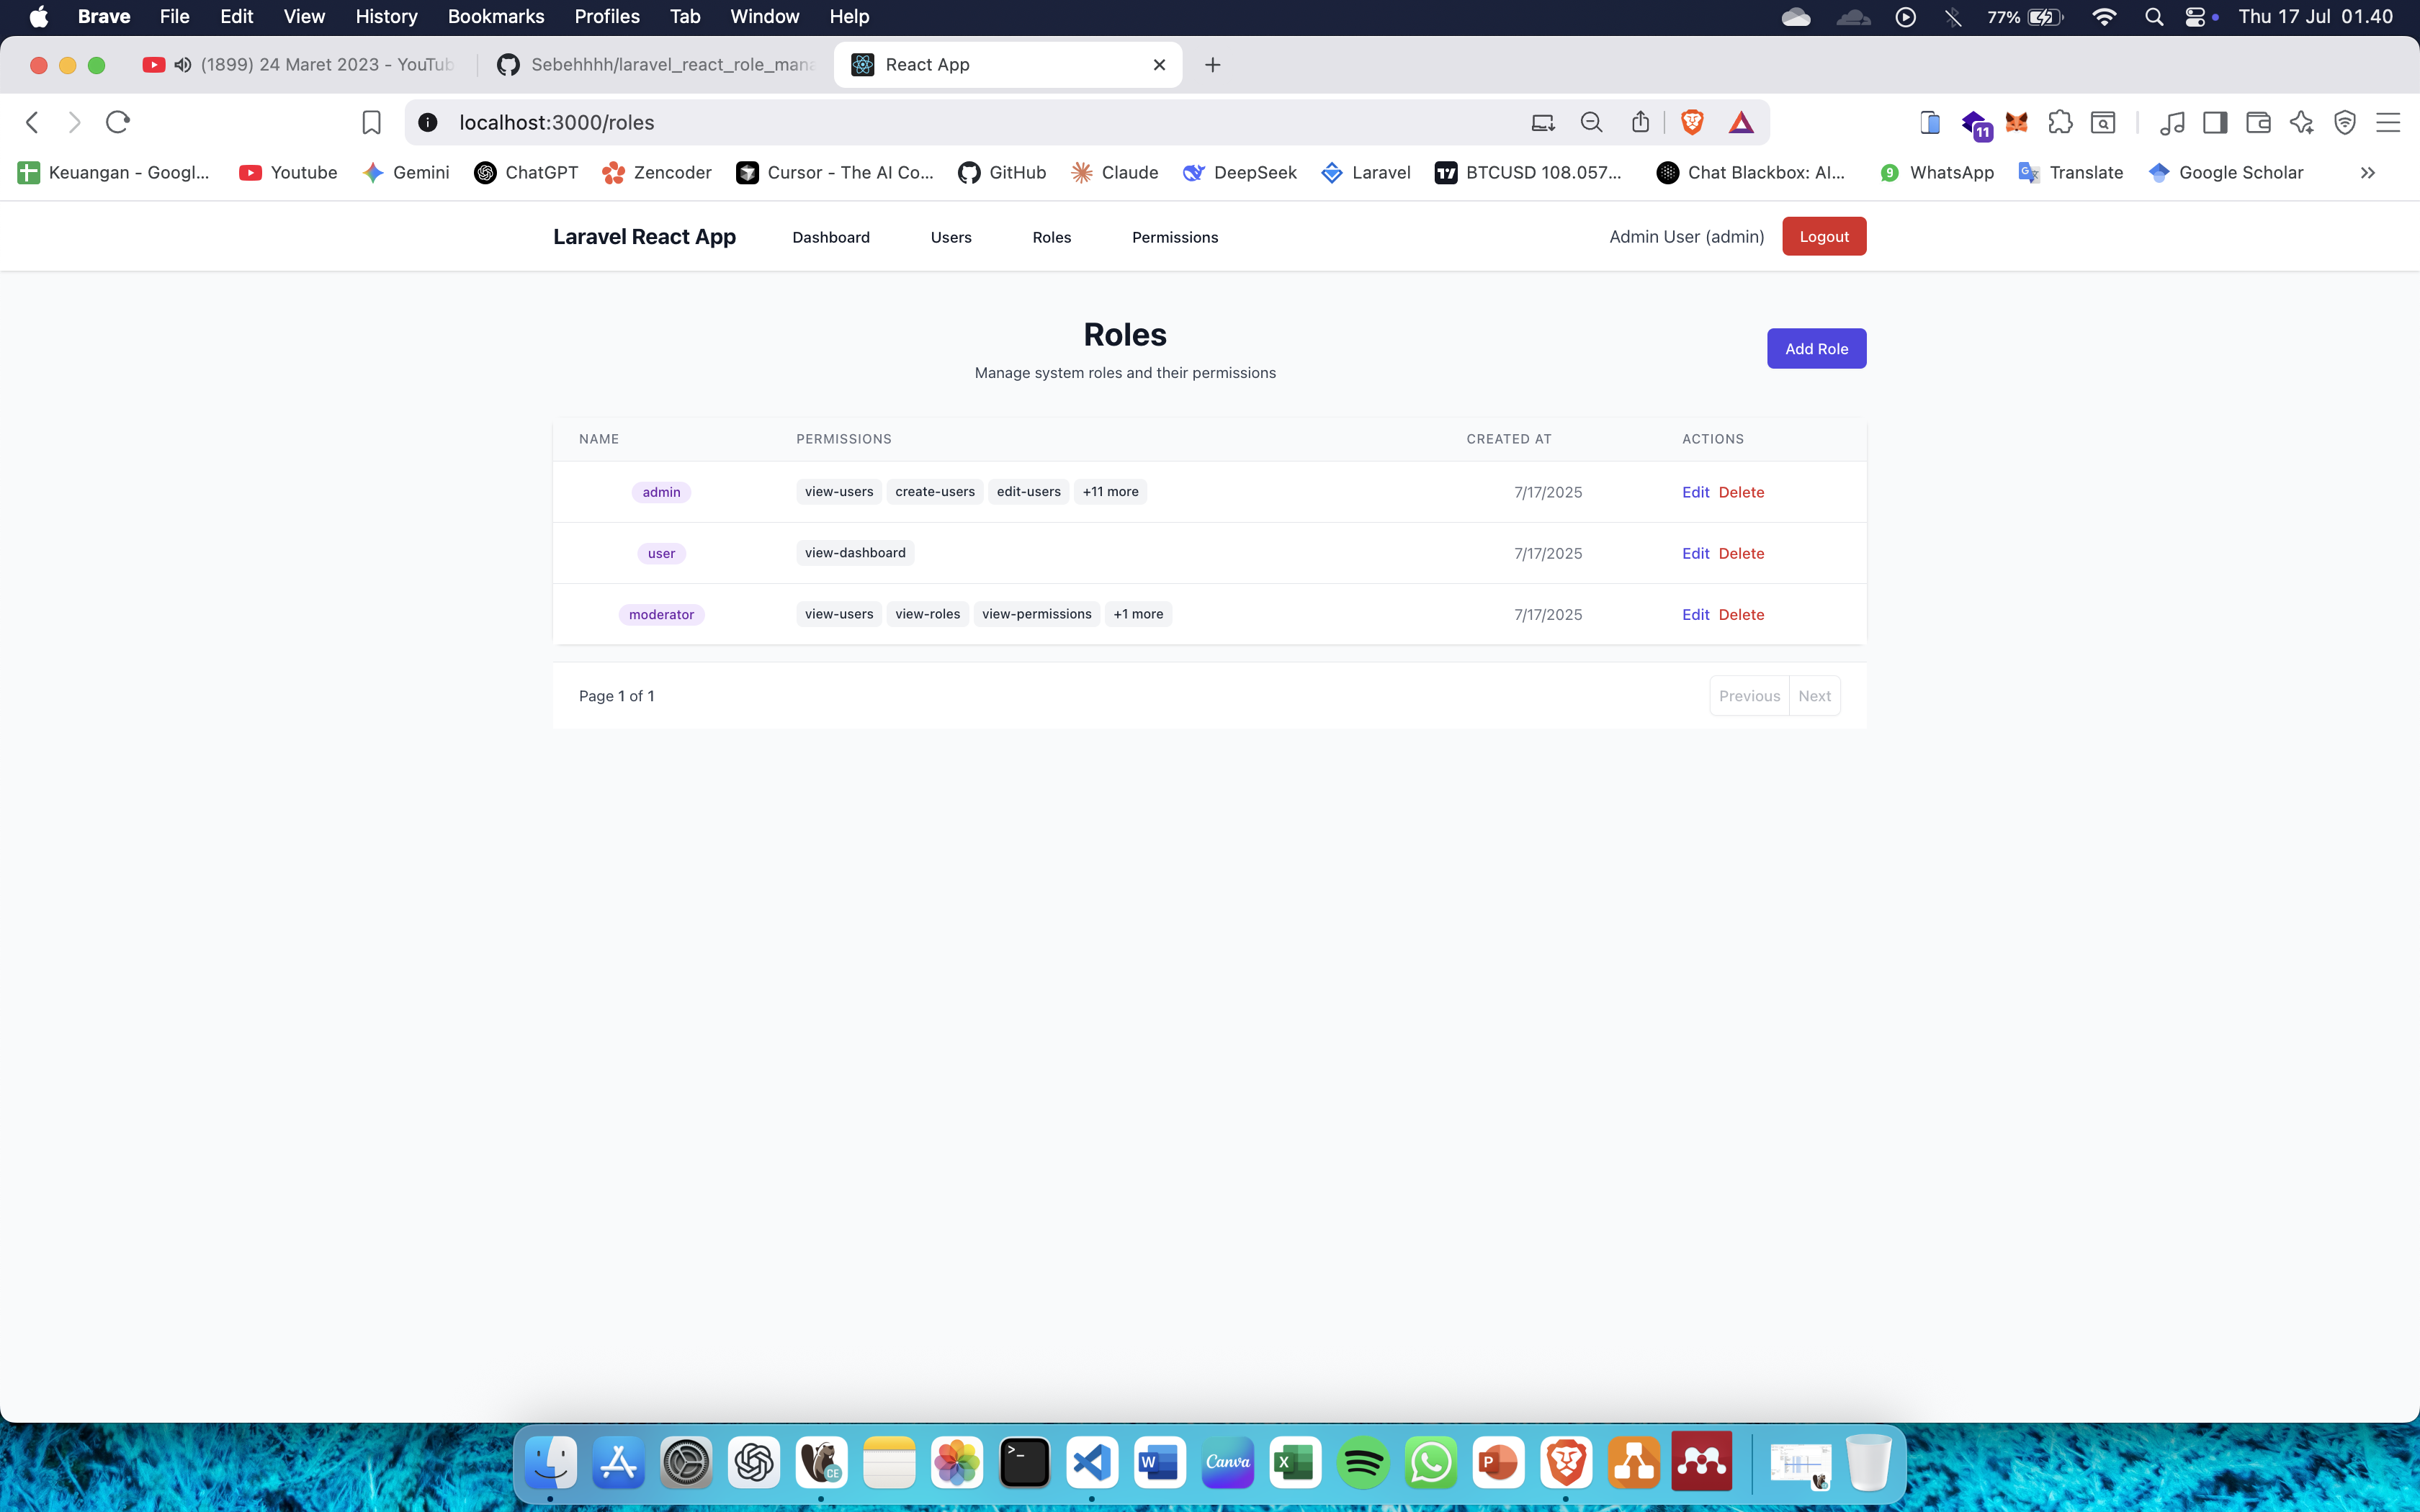 Brave File Edit View History Bookmarks Profiles Tab Window Help 77% Thu 17 Jul 01.40
(1899) 24 Maret 2023 - YouTub Sebehhhh/laravel_react_role_mana React App
localhost:3000/roles 11
Keuangan - Googl... Youtube Gemini ChatGPT Zencoder Cursor - The AI Co... GitHub Claude DeepSeek Laravel BTCUSD 108.057... Chat Blackbox: AI... 9 WhatsApp Translate Google Scholar
Laravel React App Dashboard Users Roles Permissions Admin User (admin) Logout
Roles
Manage system roles and their permissions
Add Role
NAME PERMISSIONS CREATED AT ACTIONS
admin view-users create-users edit-users +11 more 7/17/2025 Edit Delete
user view-dashboard 7/17/2025 Edit Delete
moderator view-users view-roles view-permissions +1 more 7/17/2025 Edit Delete
Page 1 of 1 Previous Next
CE W Canva X P